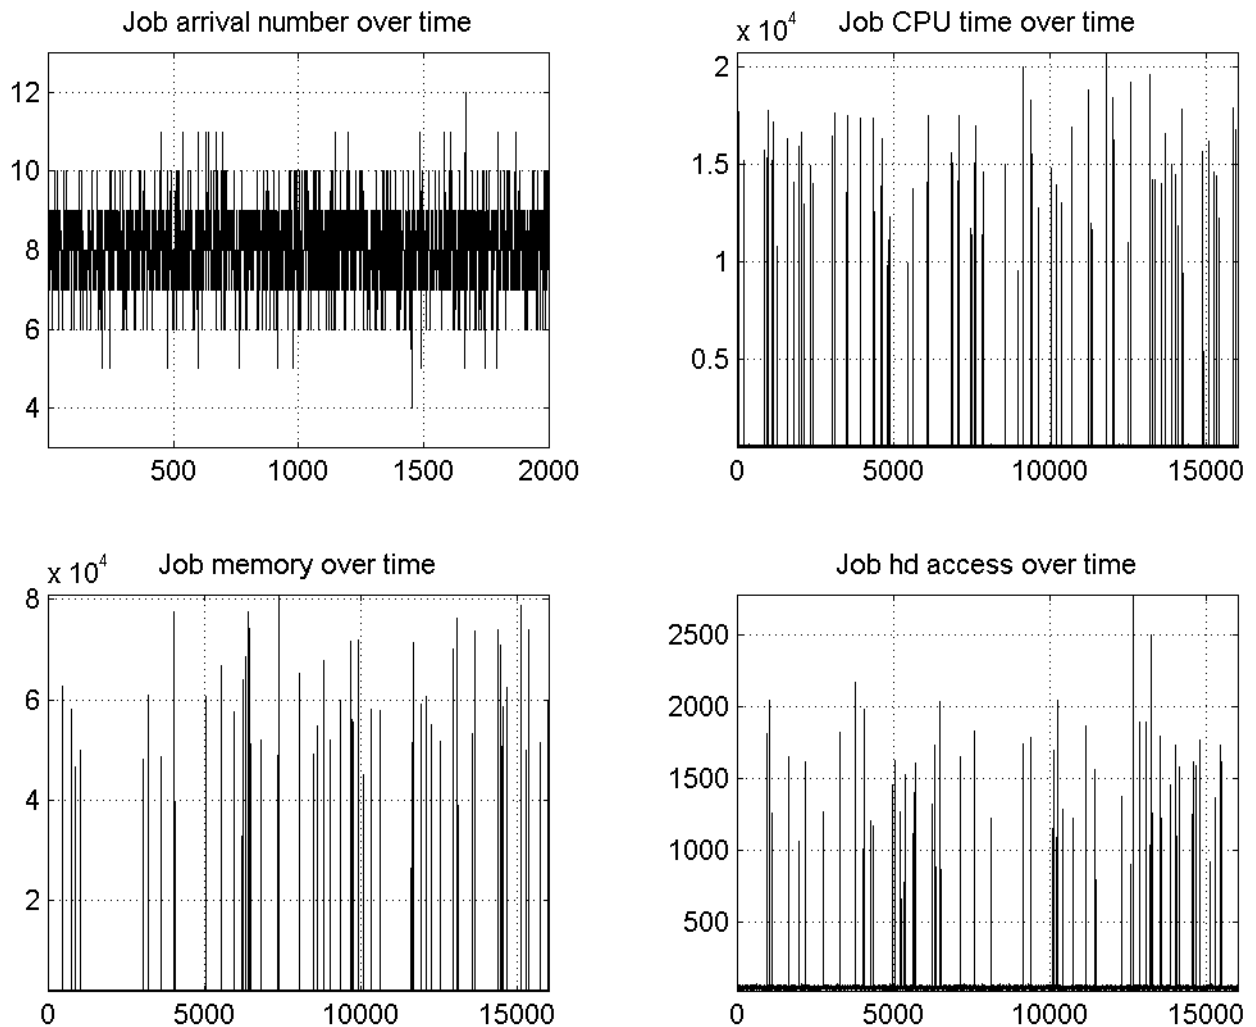 Job arrival number over time
12
10
8
6
4
500 1000 1500 2000
Job CPU time over time
x 10^4
2
1.5
1
0.5
0 5000 10000 15000
Job memory over time
x 10^4
8
6
4
2
0 5000 10000 15000
Job hd access over time
2500
2000
1500
1000
500
0 5000 10000 15000